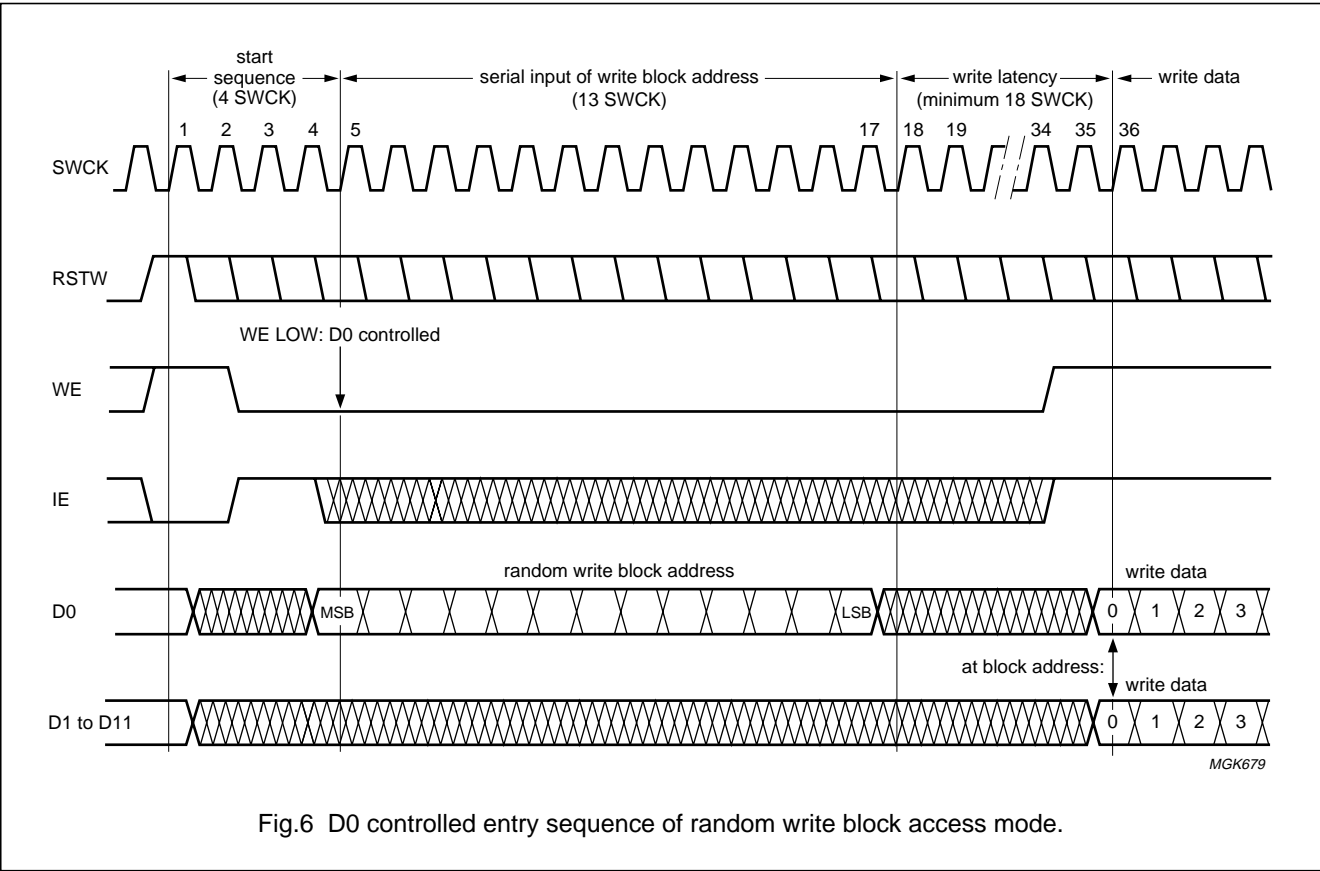 start
sequence
(4 SWCK)
serial input of write block address
(13 SWCK)
write latency
(minimum 18 SWCK)
write data
1 2 3 4 5 17 18 19 34 35 36
SWCK
RSTW
WE LOW: D0 controlled
WE
IE
random write block address
write data
D0
MSB
LSB
0 1 2 3
at block address:
write data
D1 to D11
0 1 2 3
MGK679
Fig.6 D0 controlled entry sequence of random write block access mode.